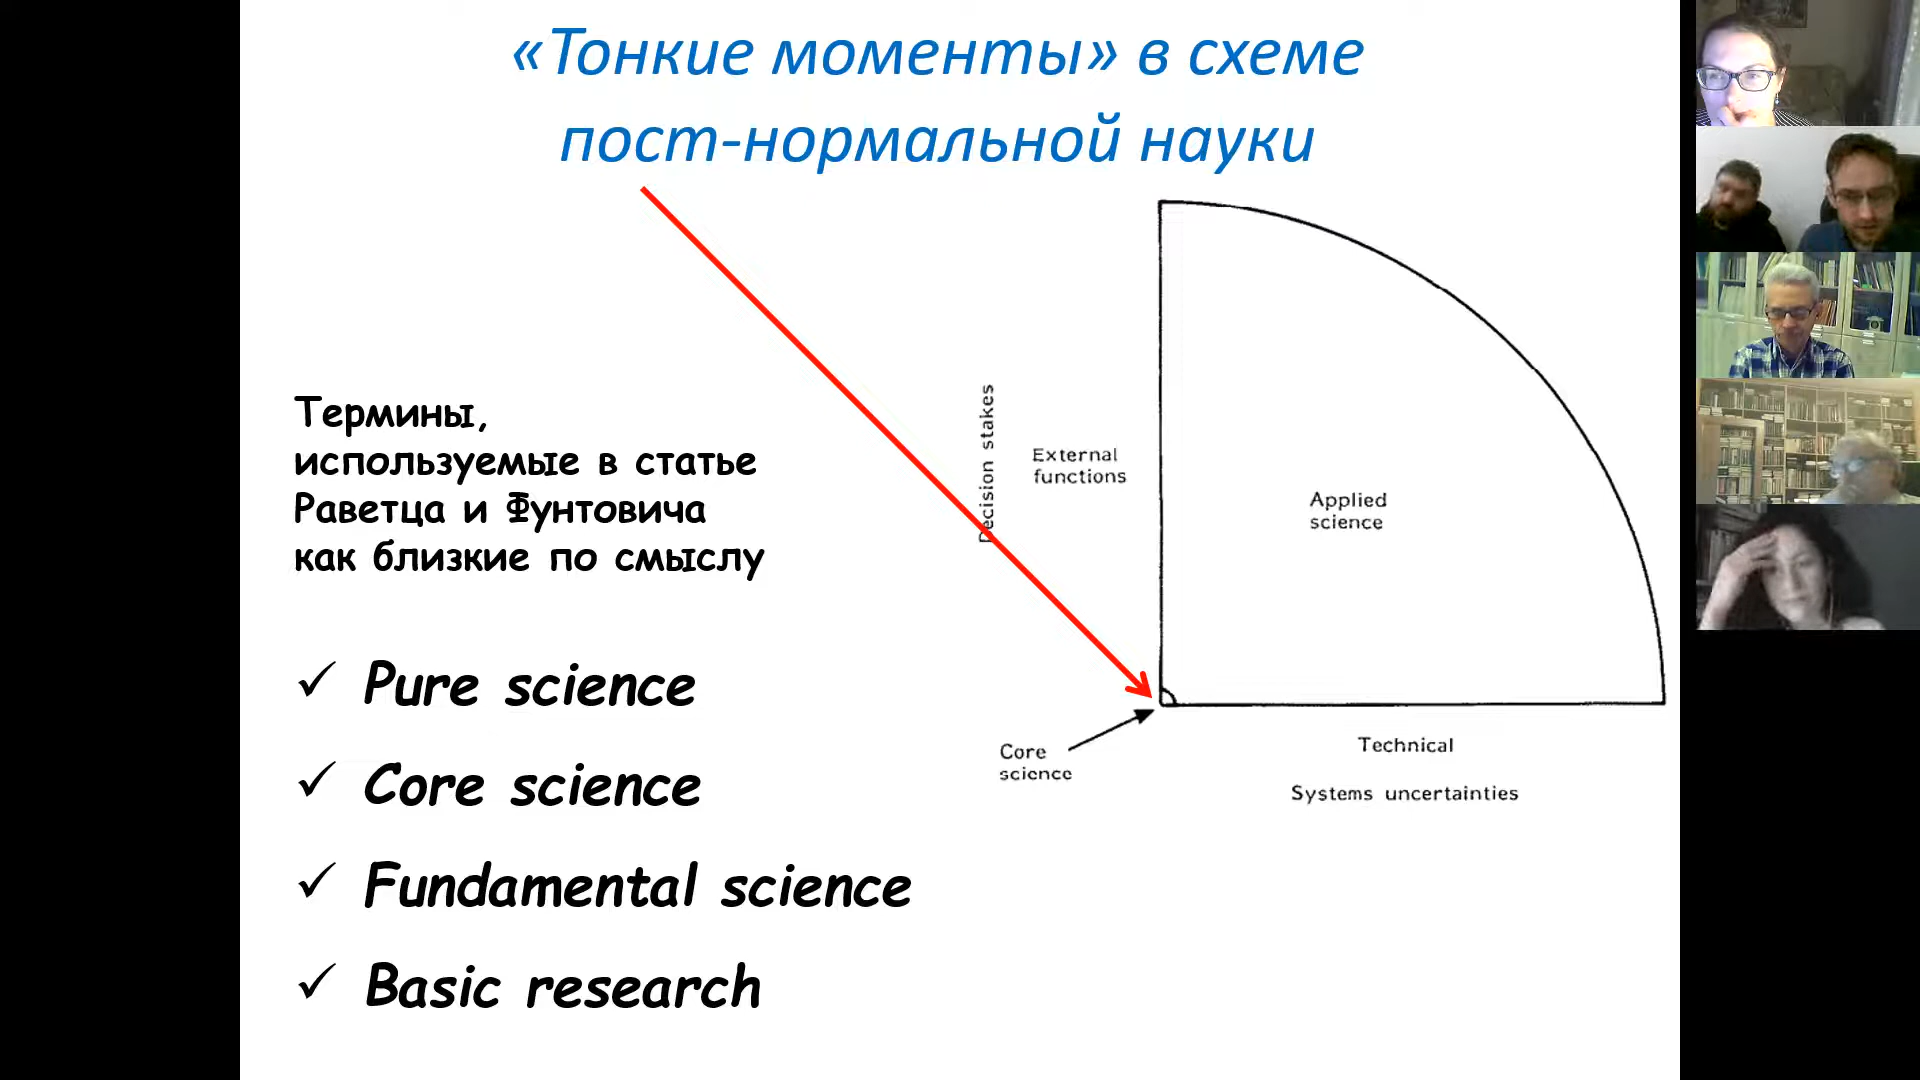 «Тонкие моменты» в схеме
пост-нормальной науки
Термины,
используемые в статье
Раветца и Фунтовича
как близкие по смыслу
✓ Pure science
✓ Core science
✓ Fundamental science
✓ Basic research
Decision stakes
External
functions
Applied
science
Core
science
Technical
Systems uncertainties